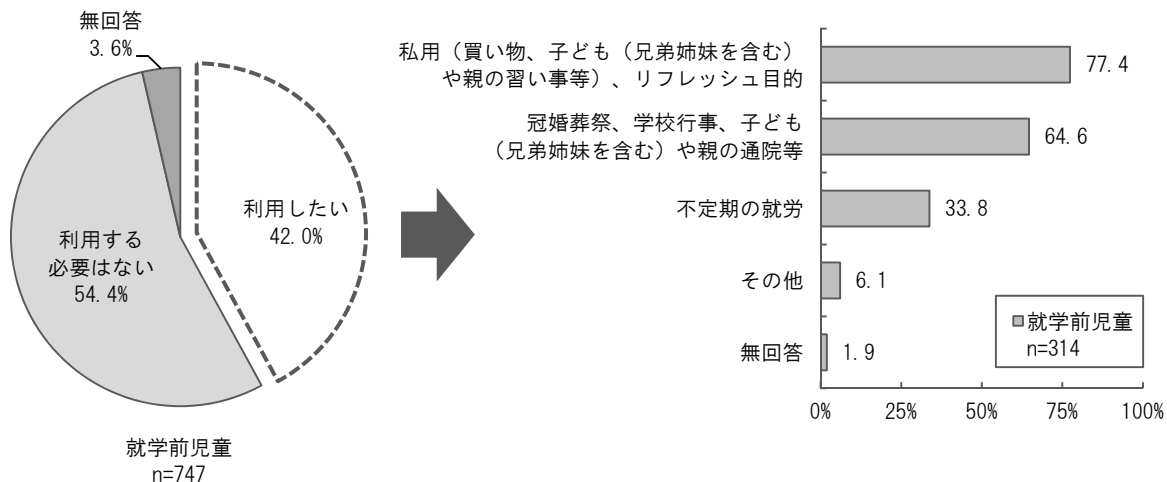 無回答
3.6%
利用したい
42.0%
利用する
必要はない
54.4%
就学前児童
n=747
私用（買い物、子ども（兄弟姉妹を含む）
や親の習い事等）、リフレッシュ目的
77.4
冠婚葬祭、学校行事、子ども
（兄弟姉妹を含む）や親の通院等
64.6
不定期の就労
33.8
その他
6.1
無回答
1.9
就学前児童
n=314
0% 25% 50% 75% 100%